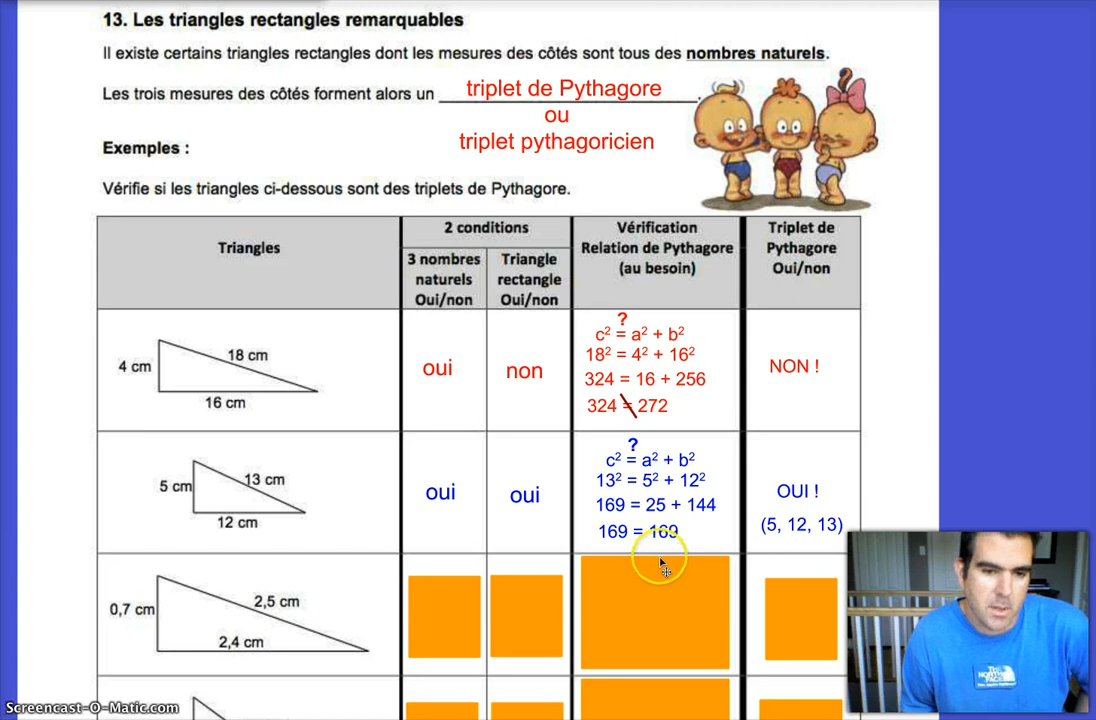 13. Les triangles rectangles remarquables
Il existe certains triangles rectangles dont les mesures des côtés sont tous des nombres naturels.
Les trois mesures des côtés forment alors un ____________________.
triplet de Pythagore
ou
triplet pythagoricien
Exemples :
Vérifie si les triangles ci-dessous sont des triplets de Pythagore.
Triangles
2 conditions
3 nombres
naturels
Oui/non
Triangle
rectangle
Oui/non
Vérification
Relation de Pythagore
(au besoin)
Triplet de
Pythagore
Oui/non
4 cm
18 cm
16 cm
oui
non
?
c² = a² + b²
18² = 4² + 16²
324 = 16 + 256
324 = 272
NON !
5 cm
13 cm
12 cm
oui
oui
?
c² = a² + b²
13² = 5² + 12²
169 = 25 + 144
169 = 169
OUI !
(5, 12, 13)
0,7 cm
2,5 cm
2,4 cm
THE
NORTH
FACE
Screencast-O-Matic.com